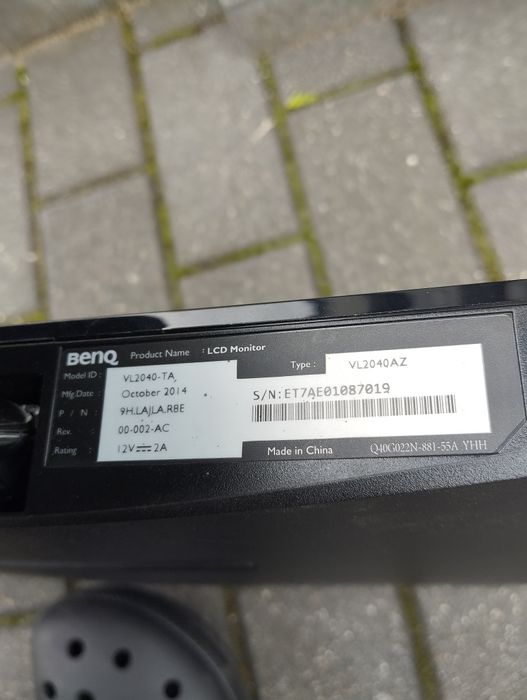 BenQ Product Name : LCD Monitor
Model ID : VL2040-TA Type : VL2040AZ
Mfg.Date : October 2014 S/N:ET7AE01087019
P / N : 9H.LAJLA.R8E
Rev. : 00-002-AC
Rating : 12V⎓2A Made in China Q40G022N-881-55A YHH